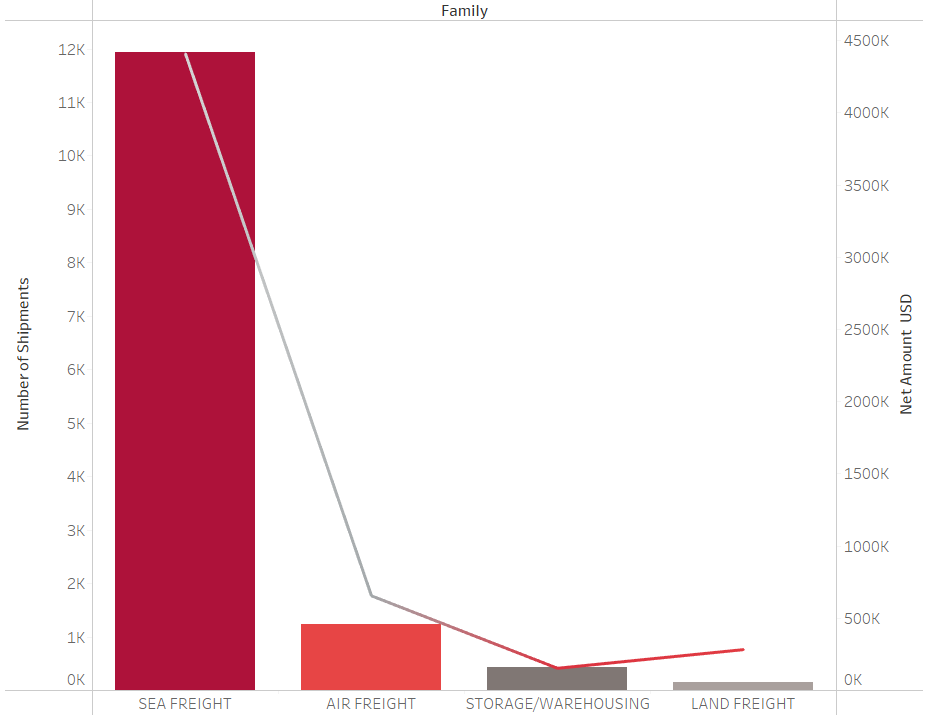 Family
12K
11K
10K
9K
8K
7K
6K
5K
4K
3K
2K
1K
0K
Number of Shipments
4500K
4000K
3500K
3000K
2500K
2000K
1500K
1000K
500K
0K
Net Amount USD
SEA FREIGHT
AIR FREIGHT
STORAGE/WAREHOUSING
LAND FREIGHT